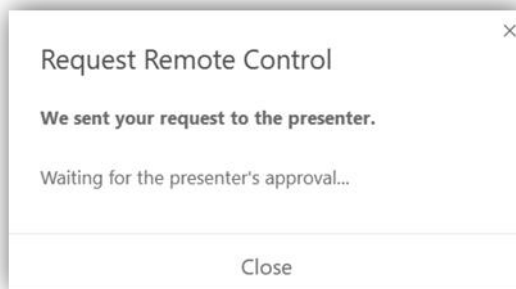 Request Remote Control
We sent your request to the presenter.
Waiting for the presenter's approval...
Close